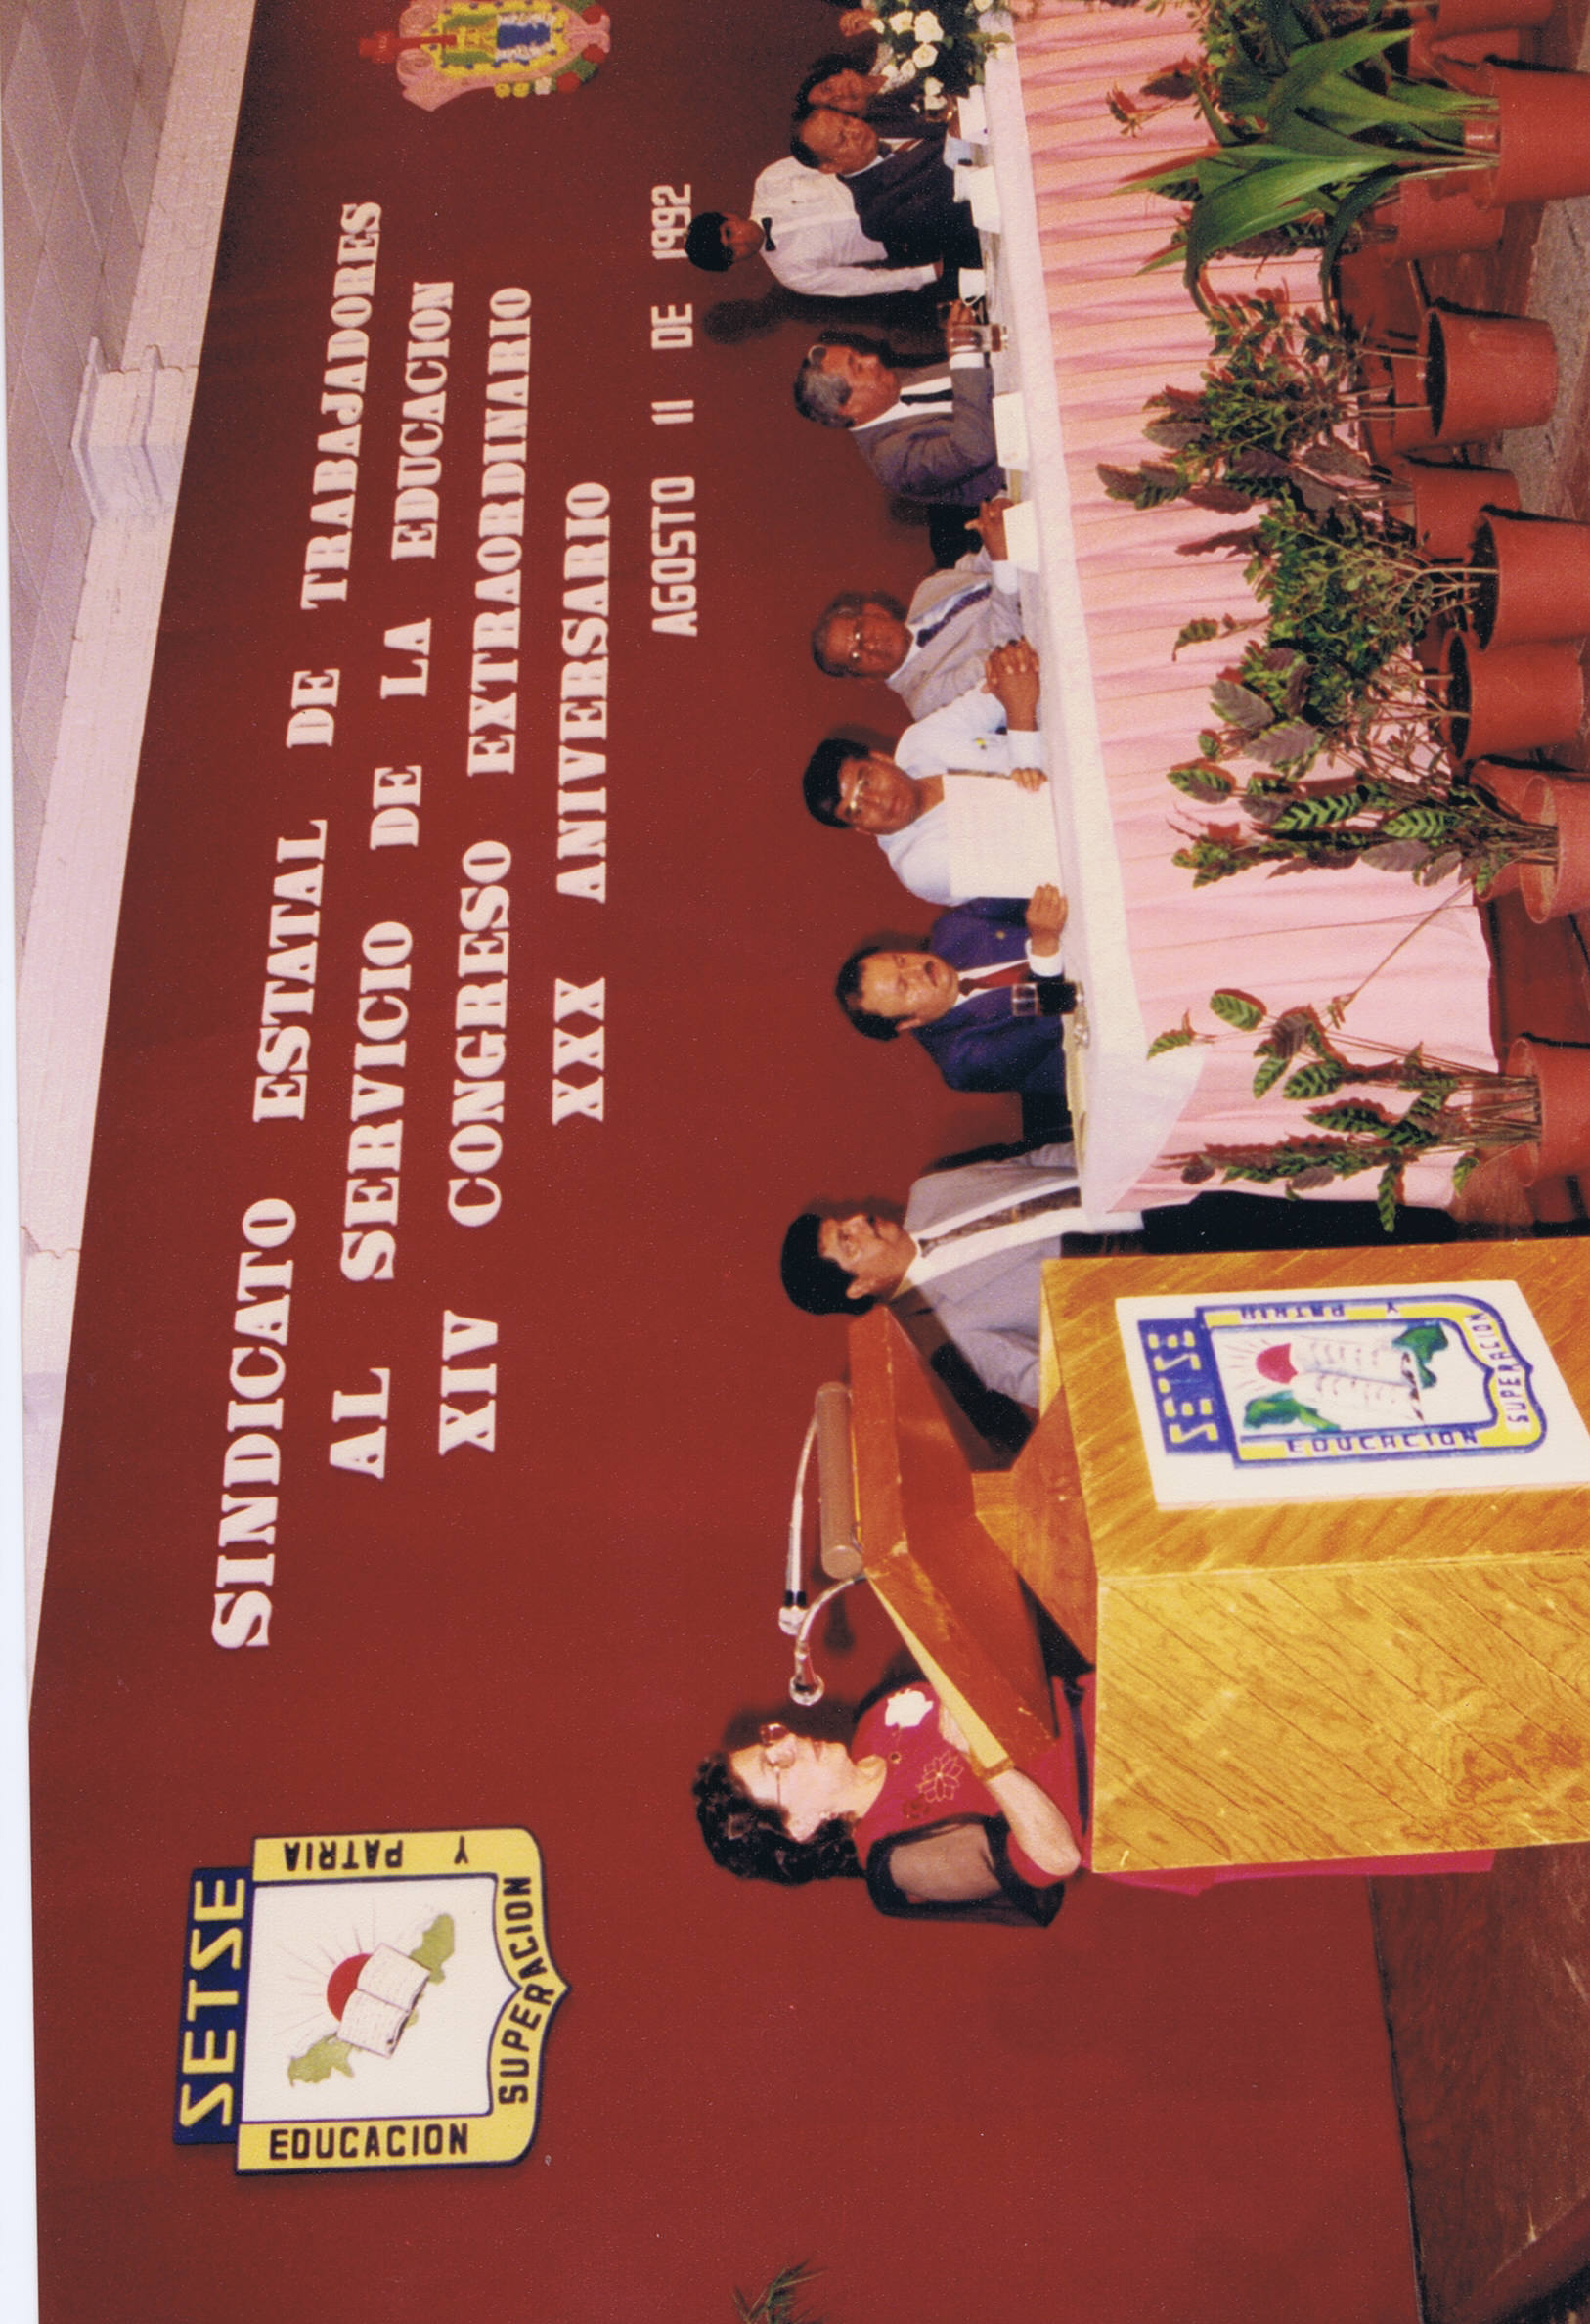 SETSE
EDUCACION
SUPERACION
Y PATRIA
SINDICATO ESTATAL DE TRABAJADORES
AL SERVICIO DE LA EDUCACION
XIV CONGRESO EXTRAORDINARIO
XXX ANIVERSARIO
AGOSTO 11 DE 1992
SETSE
EDUCACION
SUPERACION
Y PATRIA